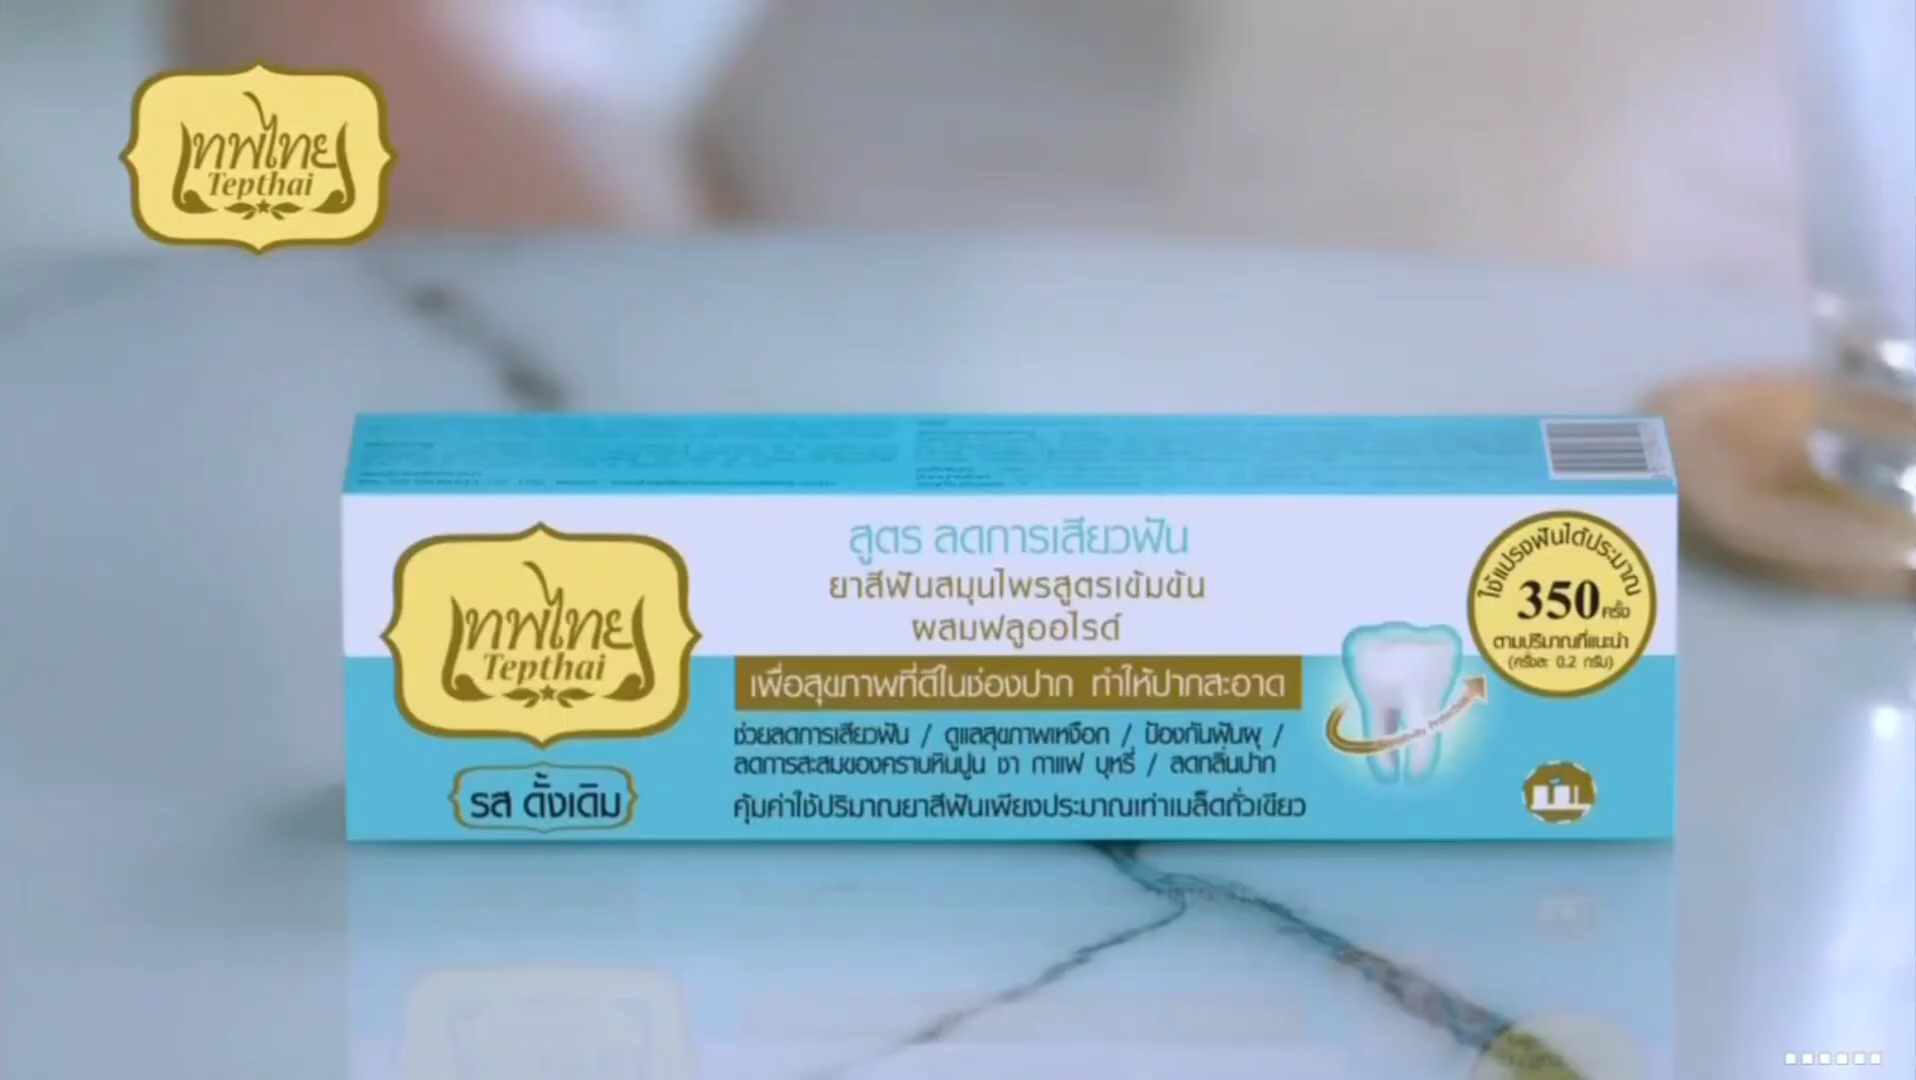 เทพไทย
Tepthai
สูตร ลดการเสียวฟัน
ยาสีฟันสมุนไพรสูตรเข้มข้น
ผสมฟลูออไรด์
เพื่อสุขภาพที่ดีในช่องปาก ทำให้ปากสะอาด
ช่วยลดการเสียวฟัน / ดูแลสุขภาพเหงือก / ป้องกันฟันผุ /
ลดการสะสมของคราบหินปูน ชา กาแฟ บุหรี่ / ลดกลิ่นปาก
คุ้มค่าใช้ปริมาณยาสีฟันเพียงประมาณเท่าเมล็ดถั่วเขียว
เทพไทย
Tepthai
รส ดั้งเดิม
ใช้แปรงฟันได้ประมาณ
350 ครั้ง
ตามปริมาณที่แนะนำ
(ครั้งละ 0.2 กรัม)